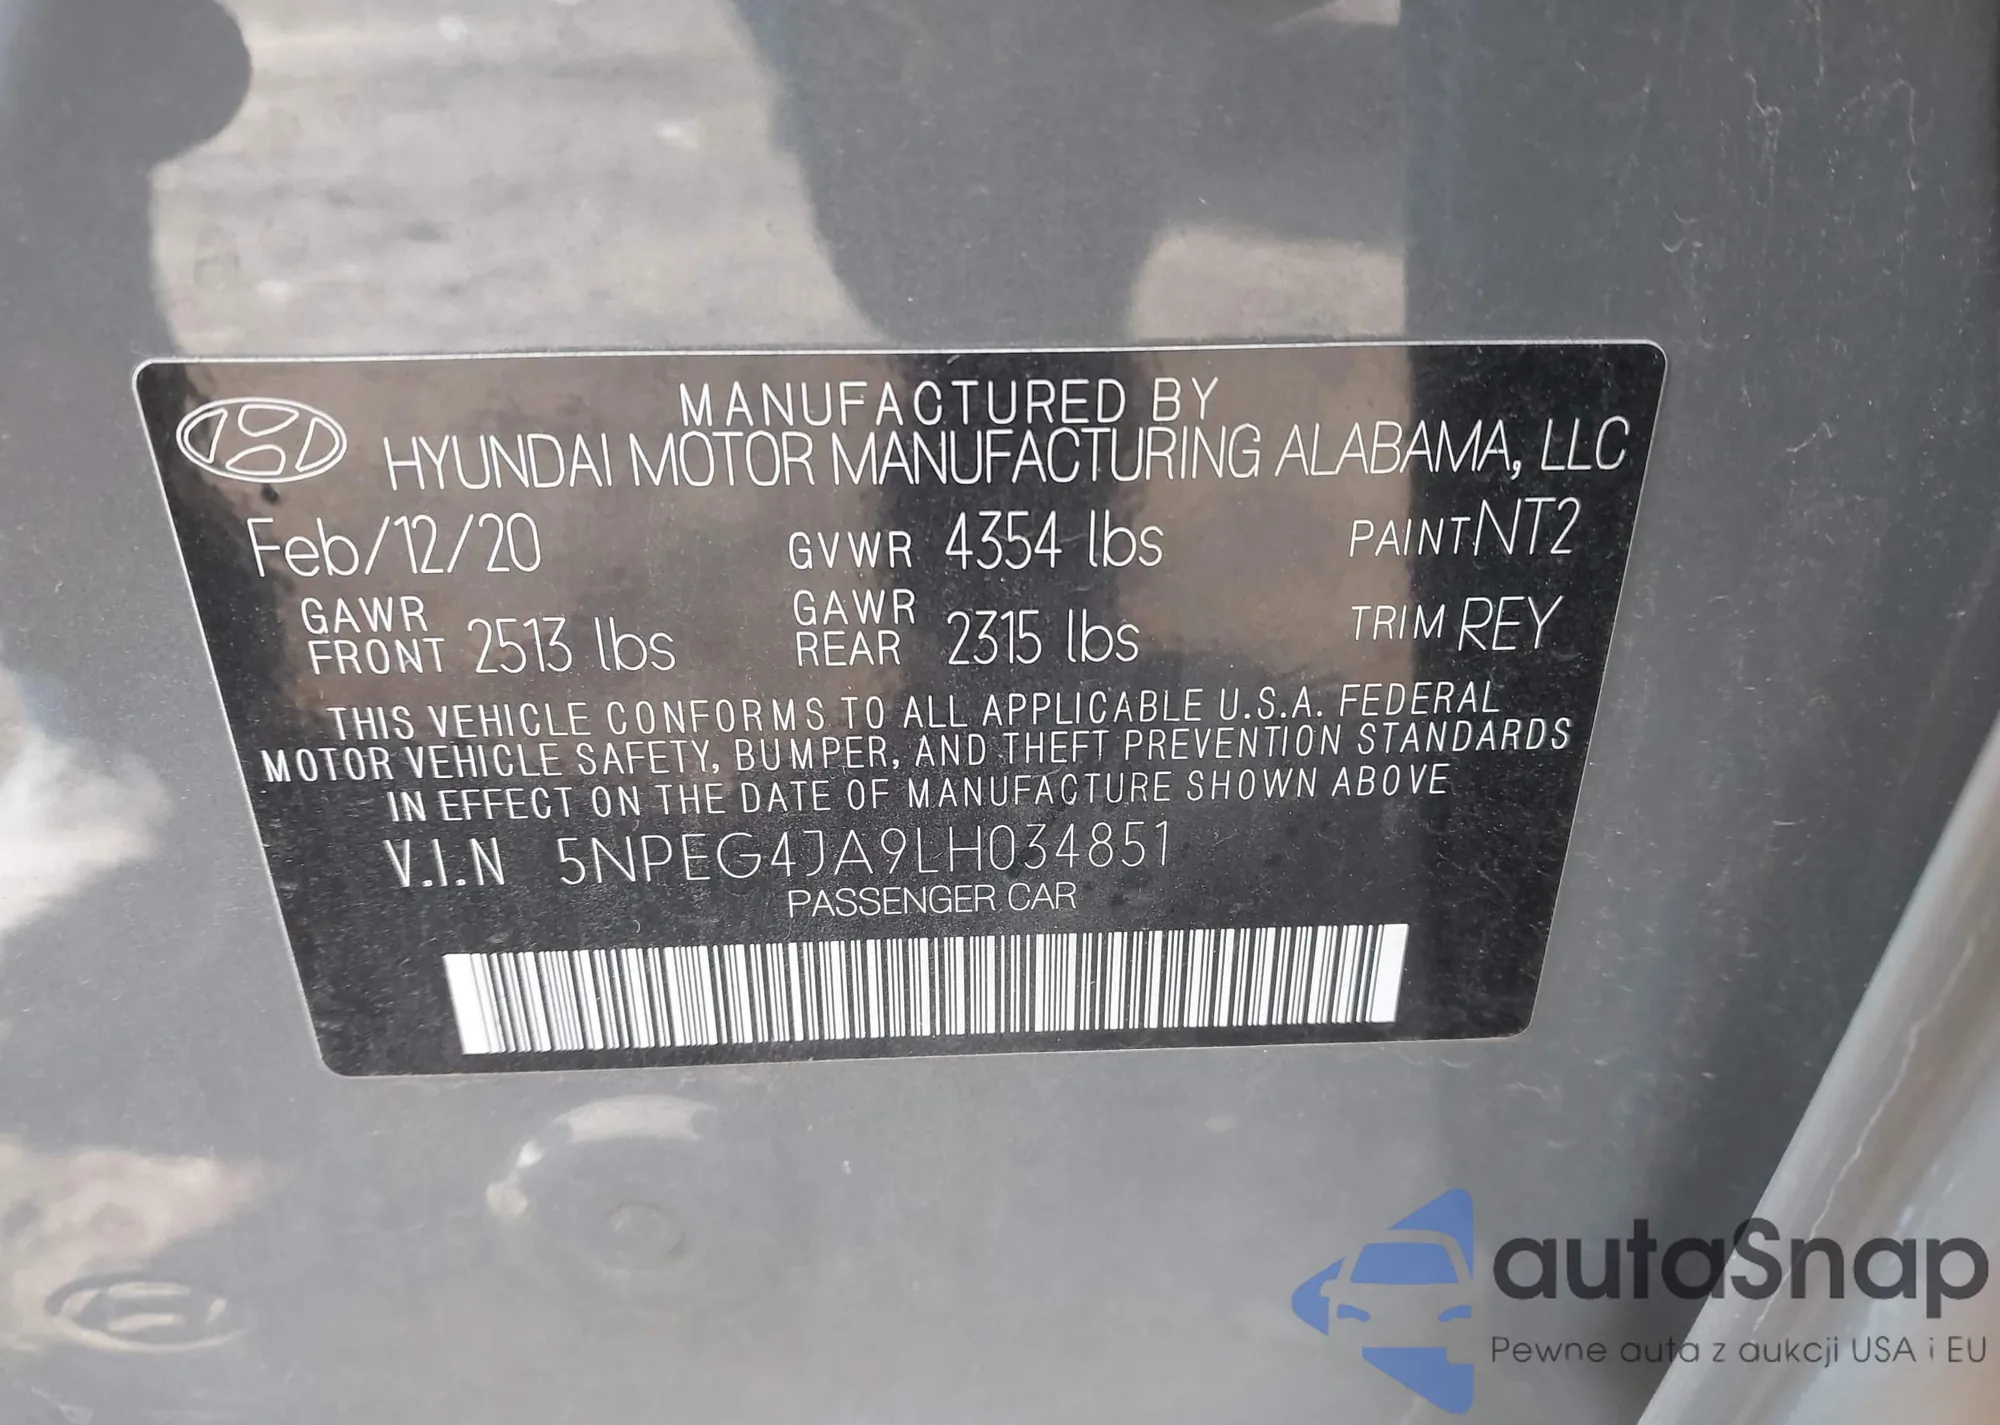 MANUFACTURED BY
HYUNDAI MOTOR MANUFACTURING ALABAMA, LLC
Feb/12/20 GVWR 4354 lbs PAINT NT2
GAWR FRONT 2513 lbs GAWR REAR 2315 lbs TRIM REY
THIS VEHICLE CONFORMS TO ALL APPLICABLE U.S.A. FEDERAL
MOTOR VEHICLE SAFETY, BUMPER, AND THEFT PREVENTION STANDARDS
IN EFFECT ON THE DATE OF MANUFACTURE SHOWN ABOVE
V.I.N 5NPEG4JA9LH034851
PASSENGER CAR
autaSnap
Pewne auta z aukcji USA i EU